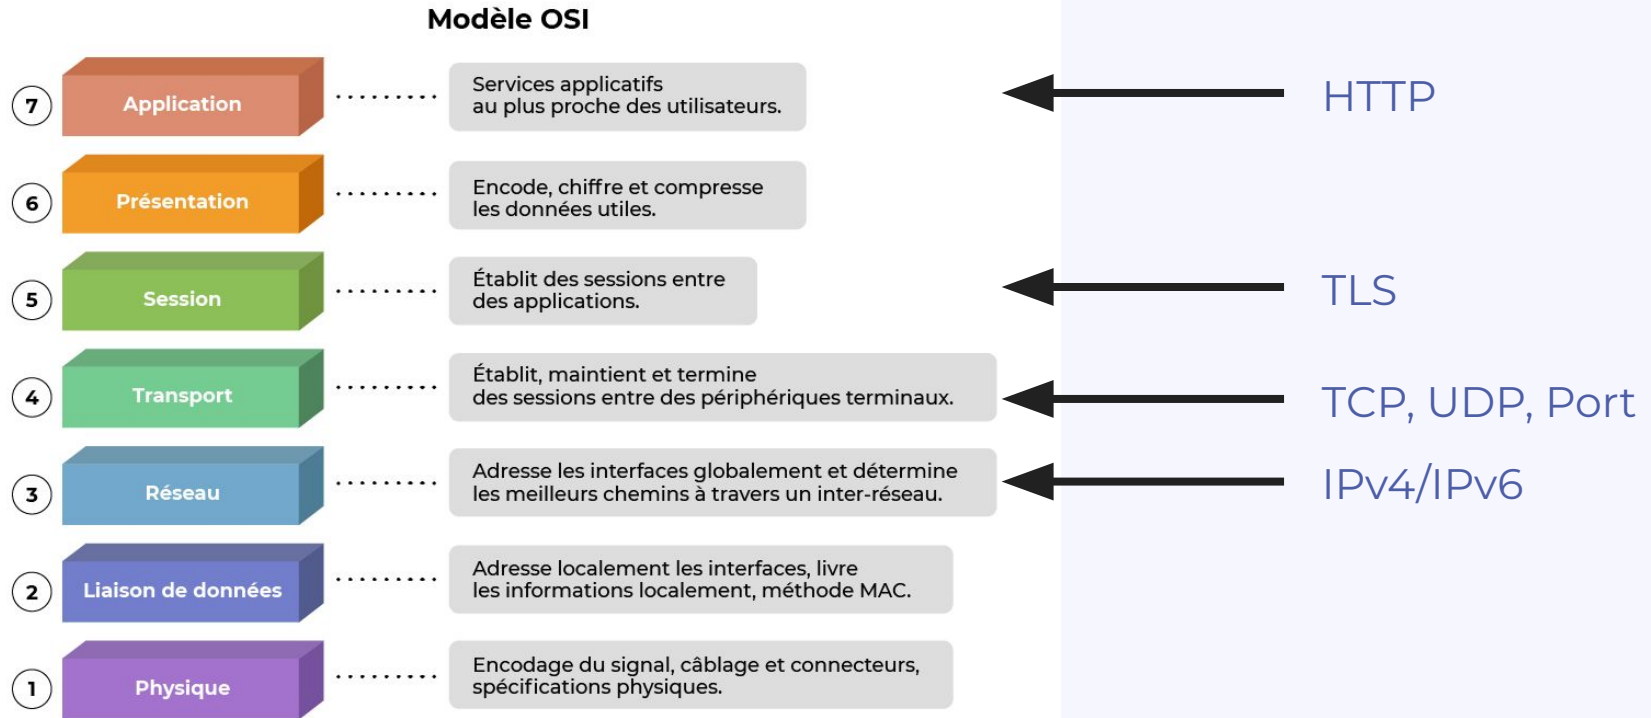 Modèle OSI
7
Application
Services applicatifs
au plus proche des utilisateurs.
HTTP
6
Présentation
Encode, chiffre et compresse
les données utiles.
5
Session
Établit des sessions entre
des applications.
TLS
4
Transport
Établit, maintient et termine
des sessions entre des périphériques terminaux.
TCP, UDP, Port
3
Réseau
Adresse les interfaces globalement et détermine
les meilleurs chemins à travers un inter-réseau.
IPv4/IPv6
2
Liaison de données
Adresse localement les interfaces, livre
les informations localement, méthode MAC.
1
Physique
Encodage du signal, câblage et connecteurs,
spécifications physiques.